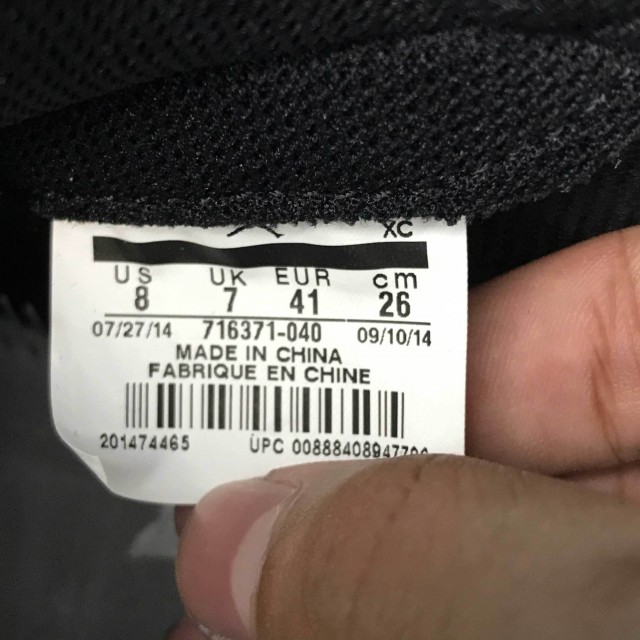 XC
US UK EUR cm
8 7 41 26
07/27/14 716371-040 09/10/14
MADE IN CHINA
FABRIQUE EN CHINE
201474465 UPC